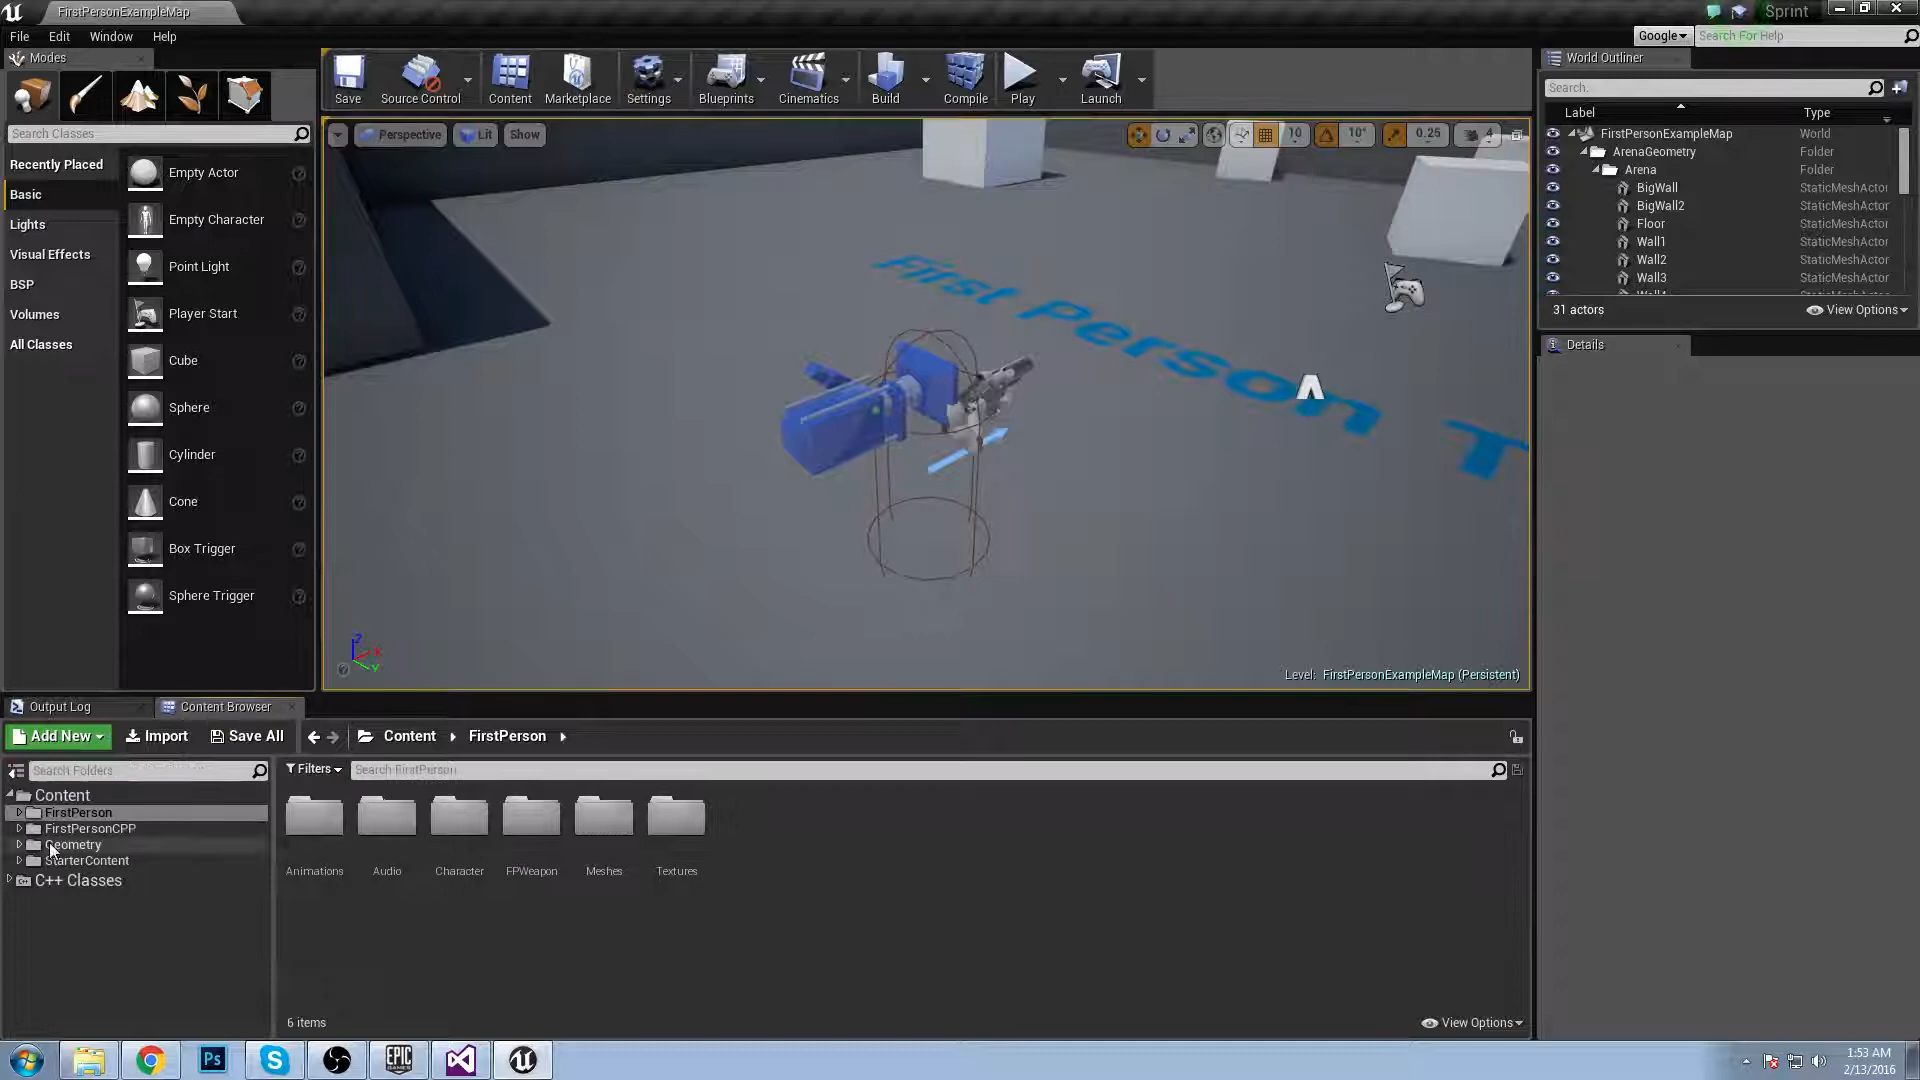 FirstPersonExampleMap
Sprint
File Edit Window Help
Google
Search For Help
Modes
Search Classes
Recently Placed
Basic
Lights
Visual Effects
BSP
Volumes
All Classes
Empty Actor
Empty Character
Point Light
Player Start
Cube
Sphere
Cylinder
Cone
Box Trigger
Sphere Trigger
Save
Source Control
Content
Marketplace
Settings
Blueprints
Cinematics
Build
Compile
Play
Launch
Perspective
Lit
Show
10
10°
0.25
4
First Person T
Z
X
Y
Level: FirstPersonExampleMap (Persistent)
World Outliner
Search.
Label Type
FirstPersonExampleMap World
ArenaGeometry Folder
Arena Folder
BigWall StaticMeshActor
BigWall2 StaticMeshActor
Floor StaticMeshActor
Wall1 StaticMeshActor
Wall2 StaticMeshActor
Wall3 StaticMeshActor
31 actors
View Options
Details
Output Log
Content Browser
Add New
Import
Save All
Content
FirstPerson
Search Folders
Filters
Search FirstPerson
Content
FirstPerson
FirstPersonCPP
Geometry
StarterContent
C++ Classes
Animations
Audio
Character
FPWeapon
Meshes
Textures
6 items
View Options
Ps
EPIC
GAMES
1:53 AM
2/13/2016